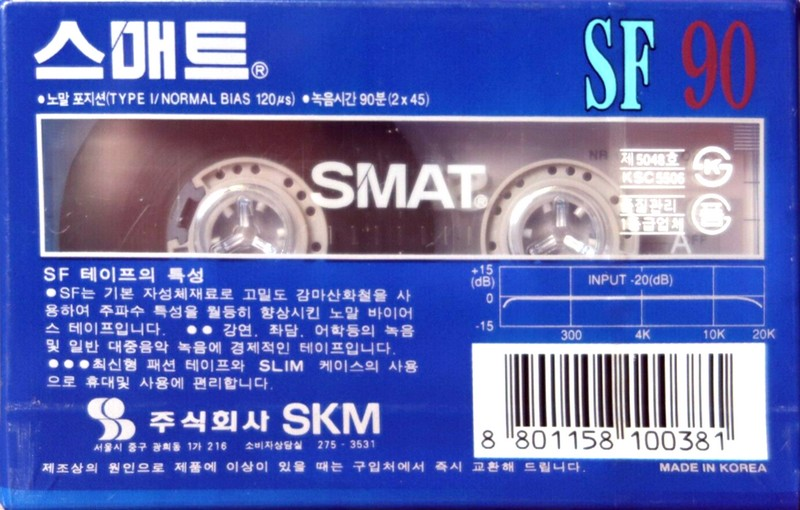 스매트®
SF 90
●노말 포지션(TYPE I/NORMAL BIAS 120μs) ●녹음시간 90분(2x45)
SMAT®
제 5048호
KSC 5506
품질관리
1등급업체
A
SF 테이프의 특성
●SF는 기본 자성체재료로 고밀도 감마산화철을 사
용하여 주파수 특성을 월등히 향상시킨 노말 바이어
스 테이프입니다. ●● 강연, 좌담, 어학등의 녹음
및 일반 대중음악 녹음에 경제적인 테이프입니다.
●●●최신형 패션 테이프와 SLIM 케이스의 사용
으로 휴대및 사용에 편리합니다.
+15
(dB)
0
-15
INPUT -20(dB)
300 4K 10K 20K
주식회사 SKM
서울시 중구 광희동 1가 216 소비자상담실 275-3531
8 801158 100381
제조상의 원인으로 제품에 이상이 있을 때는 구입처에서 즉시 교환해 드립니다.
MADE IN KOREA